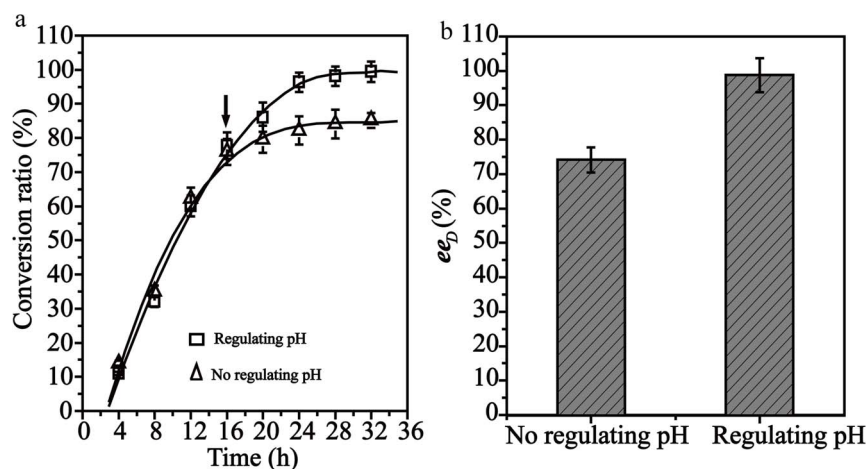 a
110
100
90
80
70
60
50
40
30
20
10
0
Conversion ratio (%)
Regulating pH
No regulating pH
0 4 8 12 16 20 24 28 32 36
Time (h)
b
110
100
90
80
70
60
50
40
30
20
10
0
ee_D (%)
No regulating pH Regulating pH